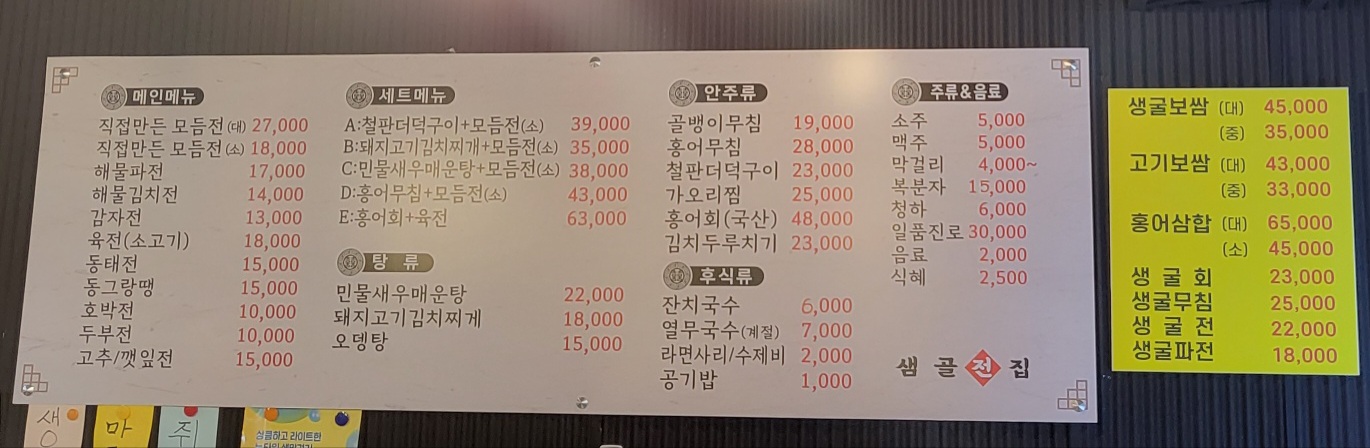 메인메뉴
직접만든 모듬전(대) 27,000
직접만든 모듬전(소) 18,000
해물파전 17,000
해물김치전 14,000
감자전 13,000
육전(소고기) 18,000
동태전 15,000
동그랑땡 15,000
호박전 10,000
두부전 10,000
고추/깻잎전 15,000
세트메뉴
A:철판더덕구이+모듬전(소) 39,000
B:돼지고기김치찌개+모듬전(소) 35,000
C:민물새우매운탕+모듬전(소) 38,000
D:홍어무침+모듬전(소) 43,000
E:홍어회+육전 63,000
탕 류
민물새우매운탕 22,000
돼지고기김치찌게 18,000
오뎅탕 15,000
안주류
골뱅이무침 19,000
홍어무침 28,000
철판더덕구이 23,000
가오리찜 25,000
홍어회(국산) 48,000
김치두루치기 23,000
후식류
잔치국수 6,000
열무국수(계절) 7,000
라면사리/수제비 2,000
공기밥 1,000
주류&음료
소주 5,000
맥주 5,000
막걸리 4,000~
복분자 15,000
청하 6,000
일품진로 30,000
음료 2,000
식혜 2,500
샘골전집
생굴보쌈 (대) 45,000
(중) 35,000
고기보쌈 (대) 43,000
(중) 33,000
홍어삼합 (대) 65,000
(소) 45,000
생 굴 회 23,000
생굴무침 25,000
생 굴 전 22,000
생굴파전 18,000
생
마
쥐
싱클하고 라이트한